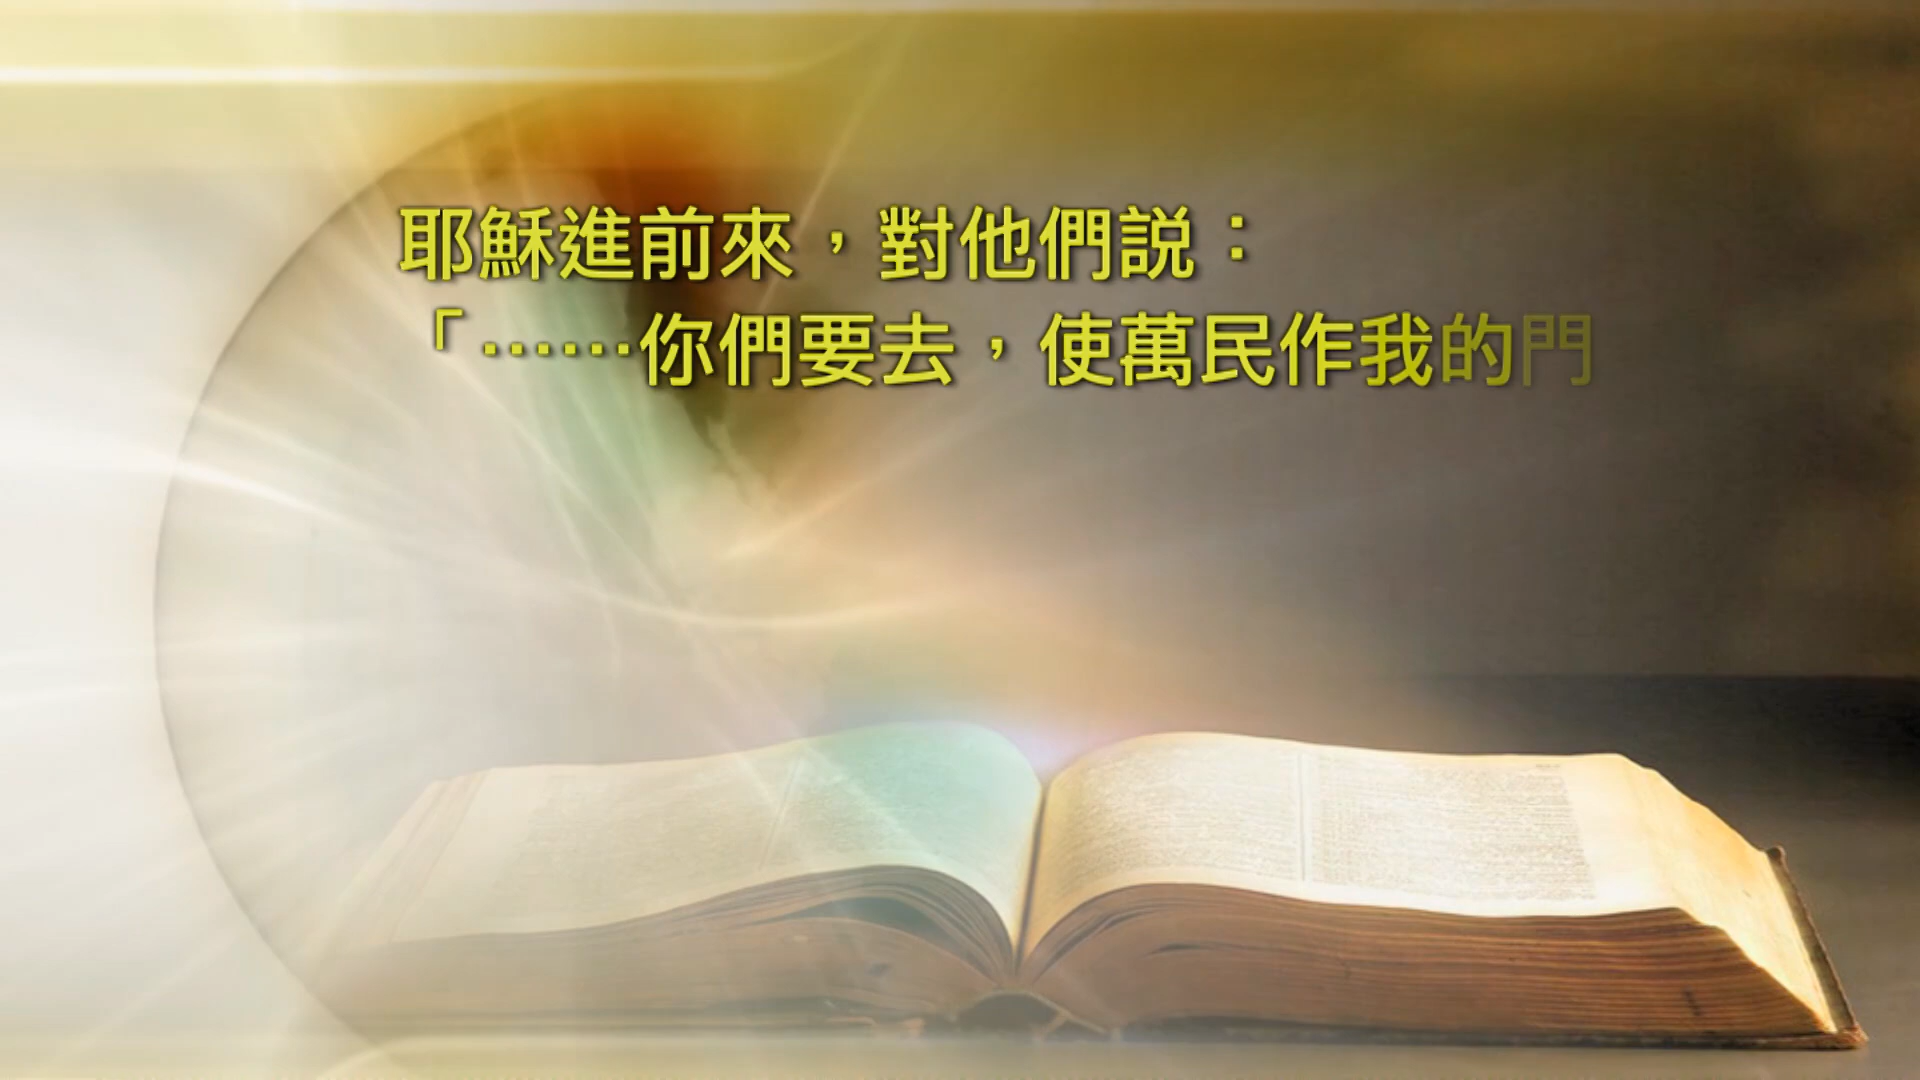 耶穌進前來，對他們説：
「……你們要去，使萬民作我的門